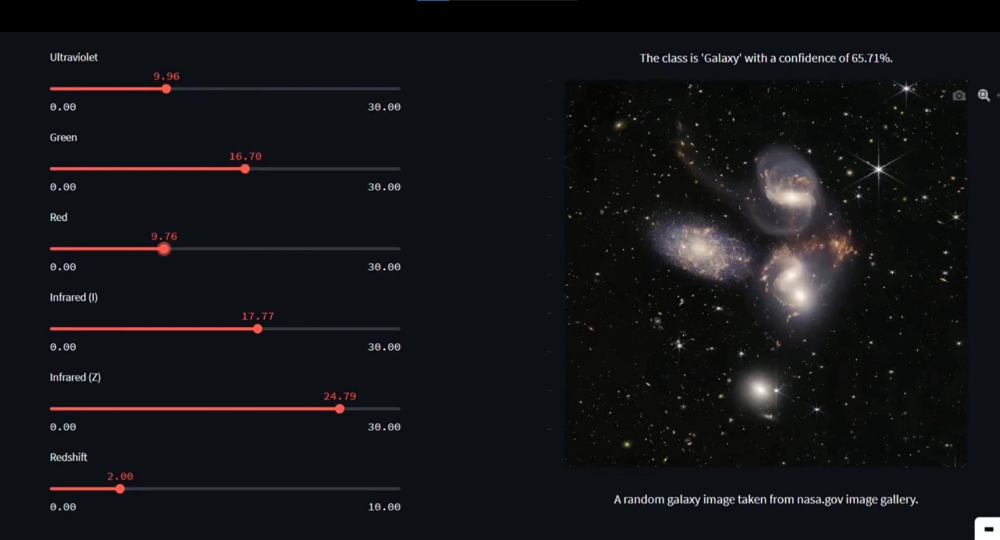 Ultraviolet
9.96
0.00 30.00
Green
16.70
0.00 30.00
Red
9.76
0.00 30.00
Infrared (I)
17.77
0.00 30.00
Infrared (Z)
24.79
0.00 30.00
Redshift
2.00
0.00 10.00
The class is 'Galaxy' with a confidence of 65.71%.
A random galaxy image taken from nasa.gov image gallery.